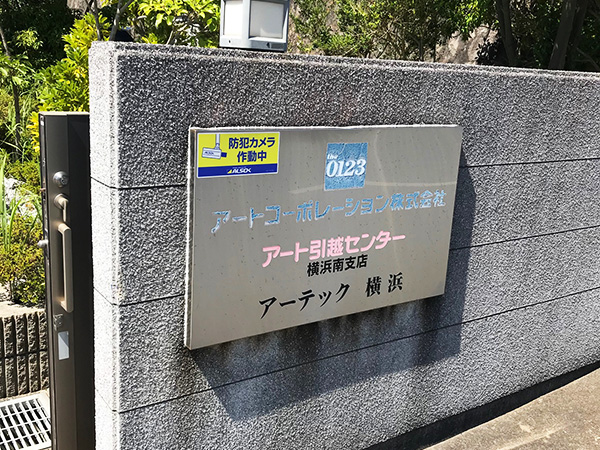 防犯カメラ
作動中
ALSOK
the
0123
アートコーポレーション株式会社
アート引越センター
横浜南支店
アーテック 横浜